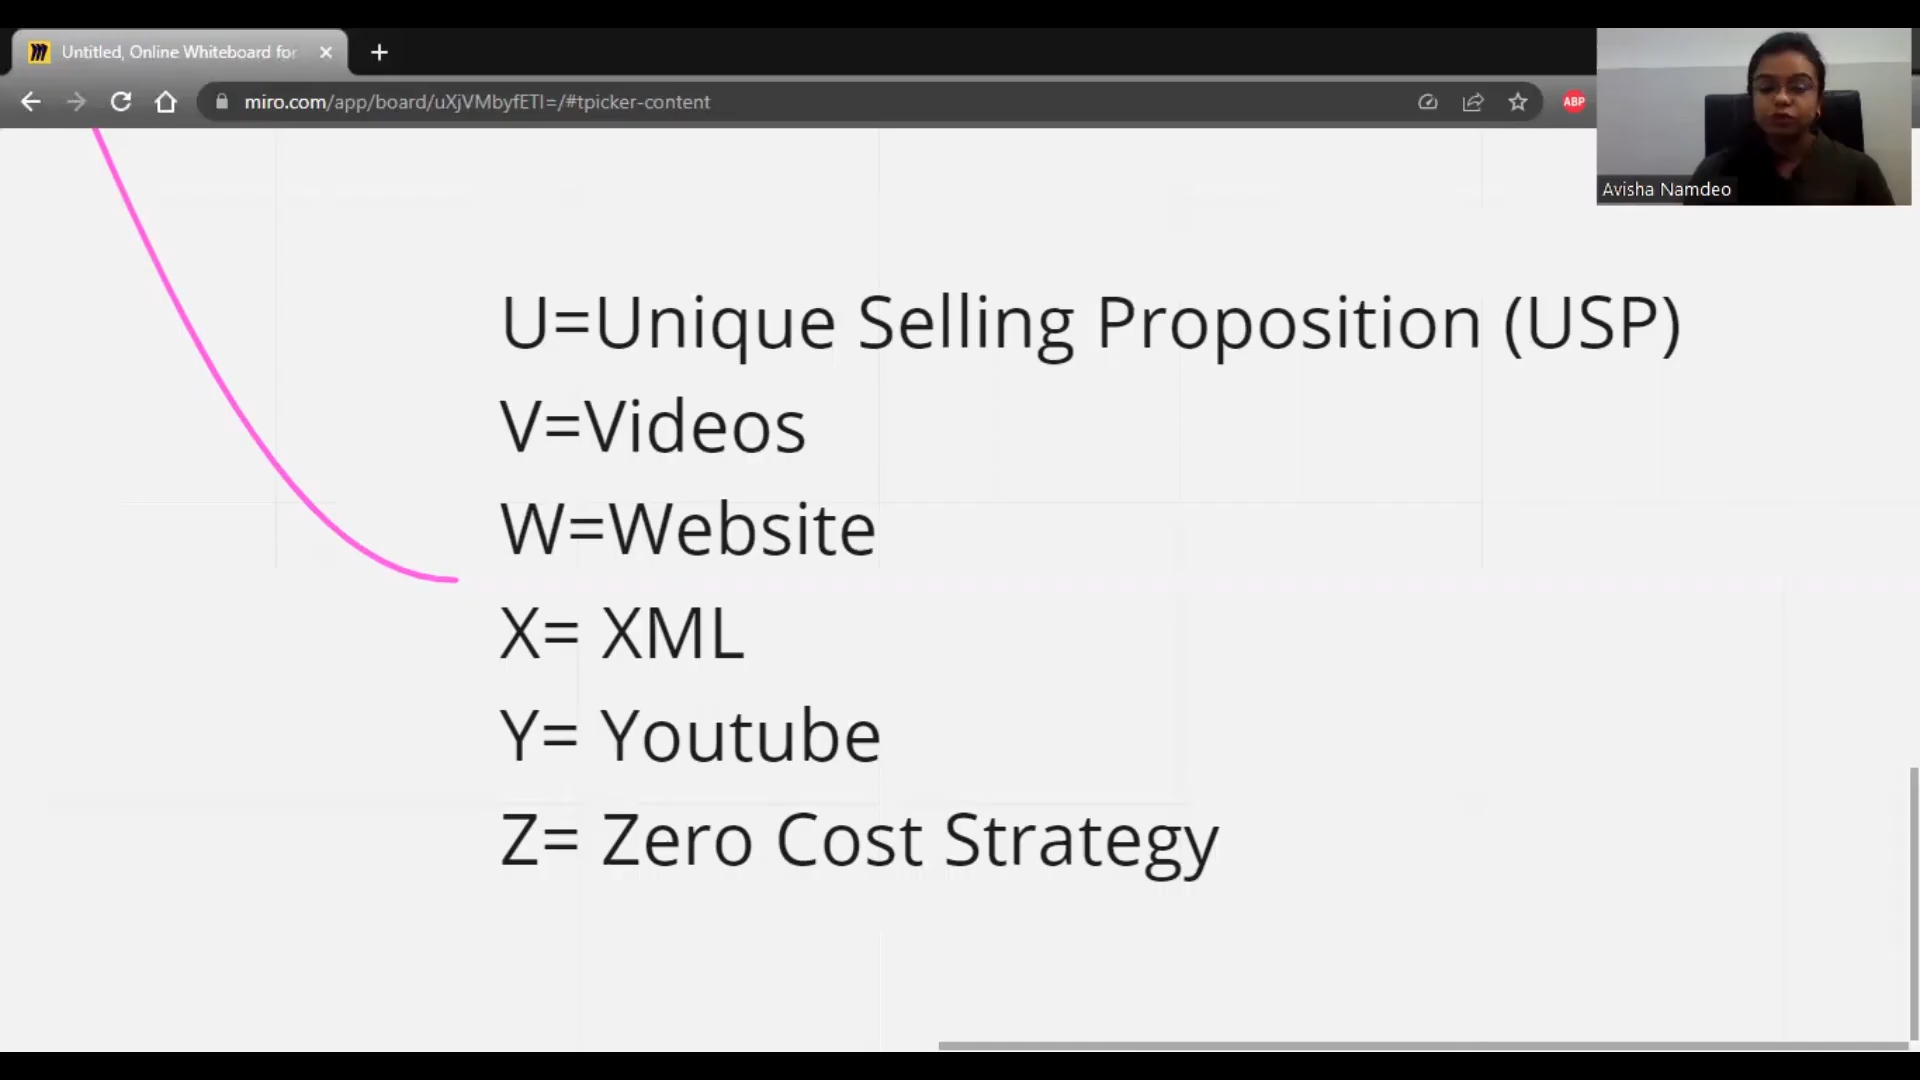 Untitled, Online Whiteboard for
miro.com/app/board/uXjVMbyfETI=/#tpicker-content
ABP
Avisha Namdeo
U=Unique Selling Proposition (USP)
V=Videos
W=Website
X= XML
Y= Youtube
Z= Zero Cost Strategy